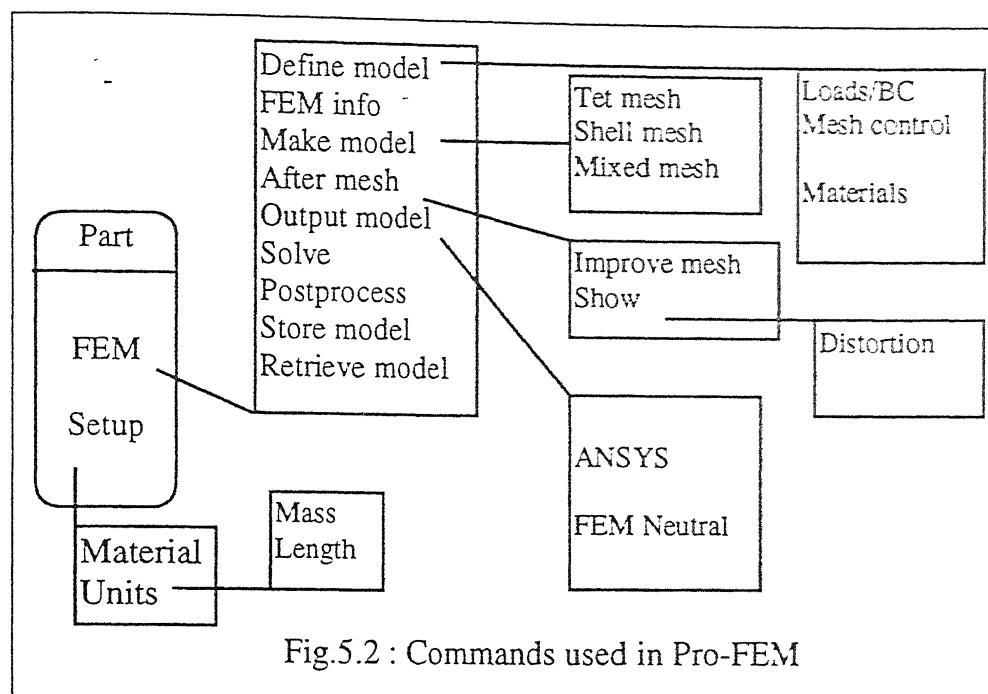 Define model
FEM info
Make model
After mesh
Output model
Solve
Postprocess
Store model
Retrieve model
Tet mesh
Shell mesh
Mixed mesh
Loads/BC
Mesh control
Materials
Part
FEM
Setup
Improve mesh
Show
Distortion
ANSYS
FEM Neutral
Material
Units
Mass
Length
Fig.5.2 : Commands used in Pro-FEM